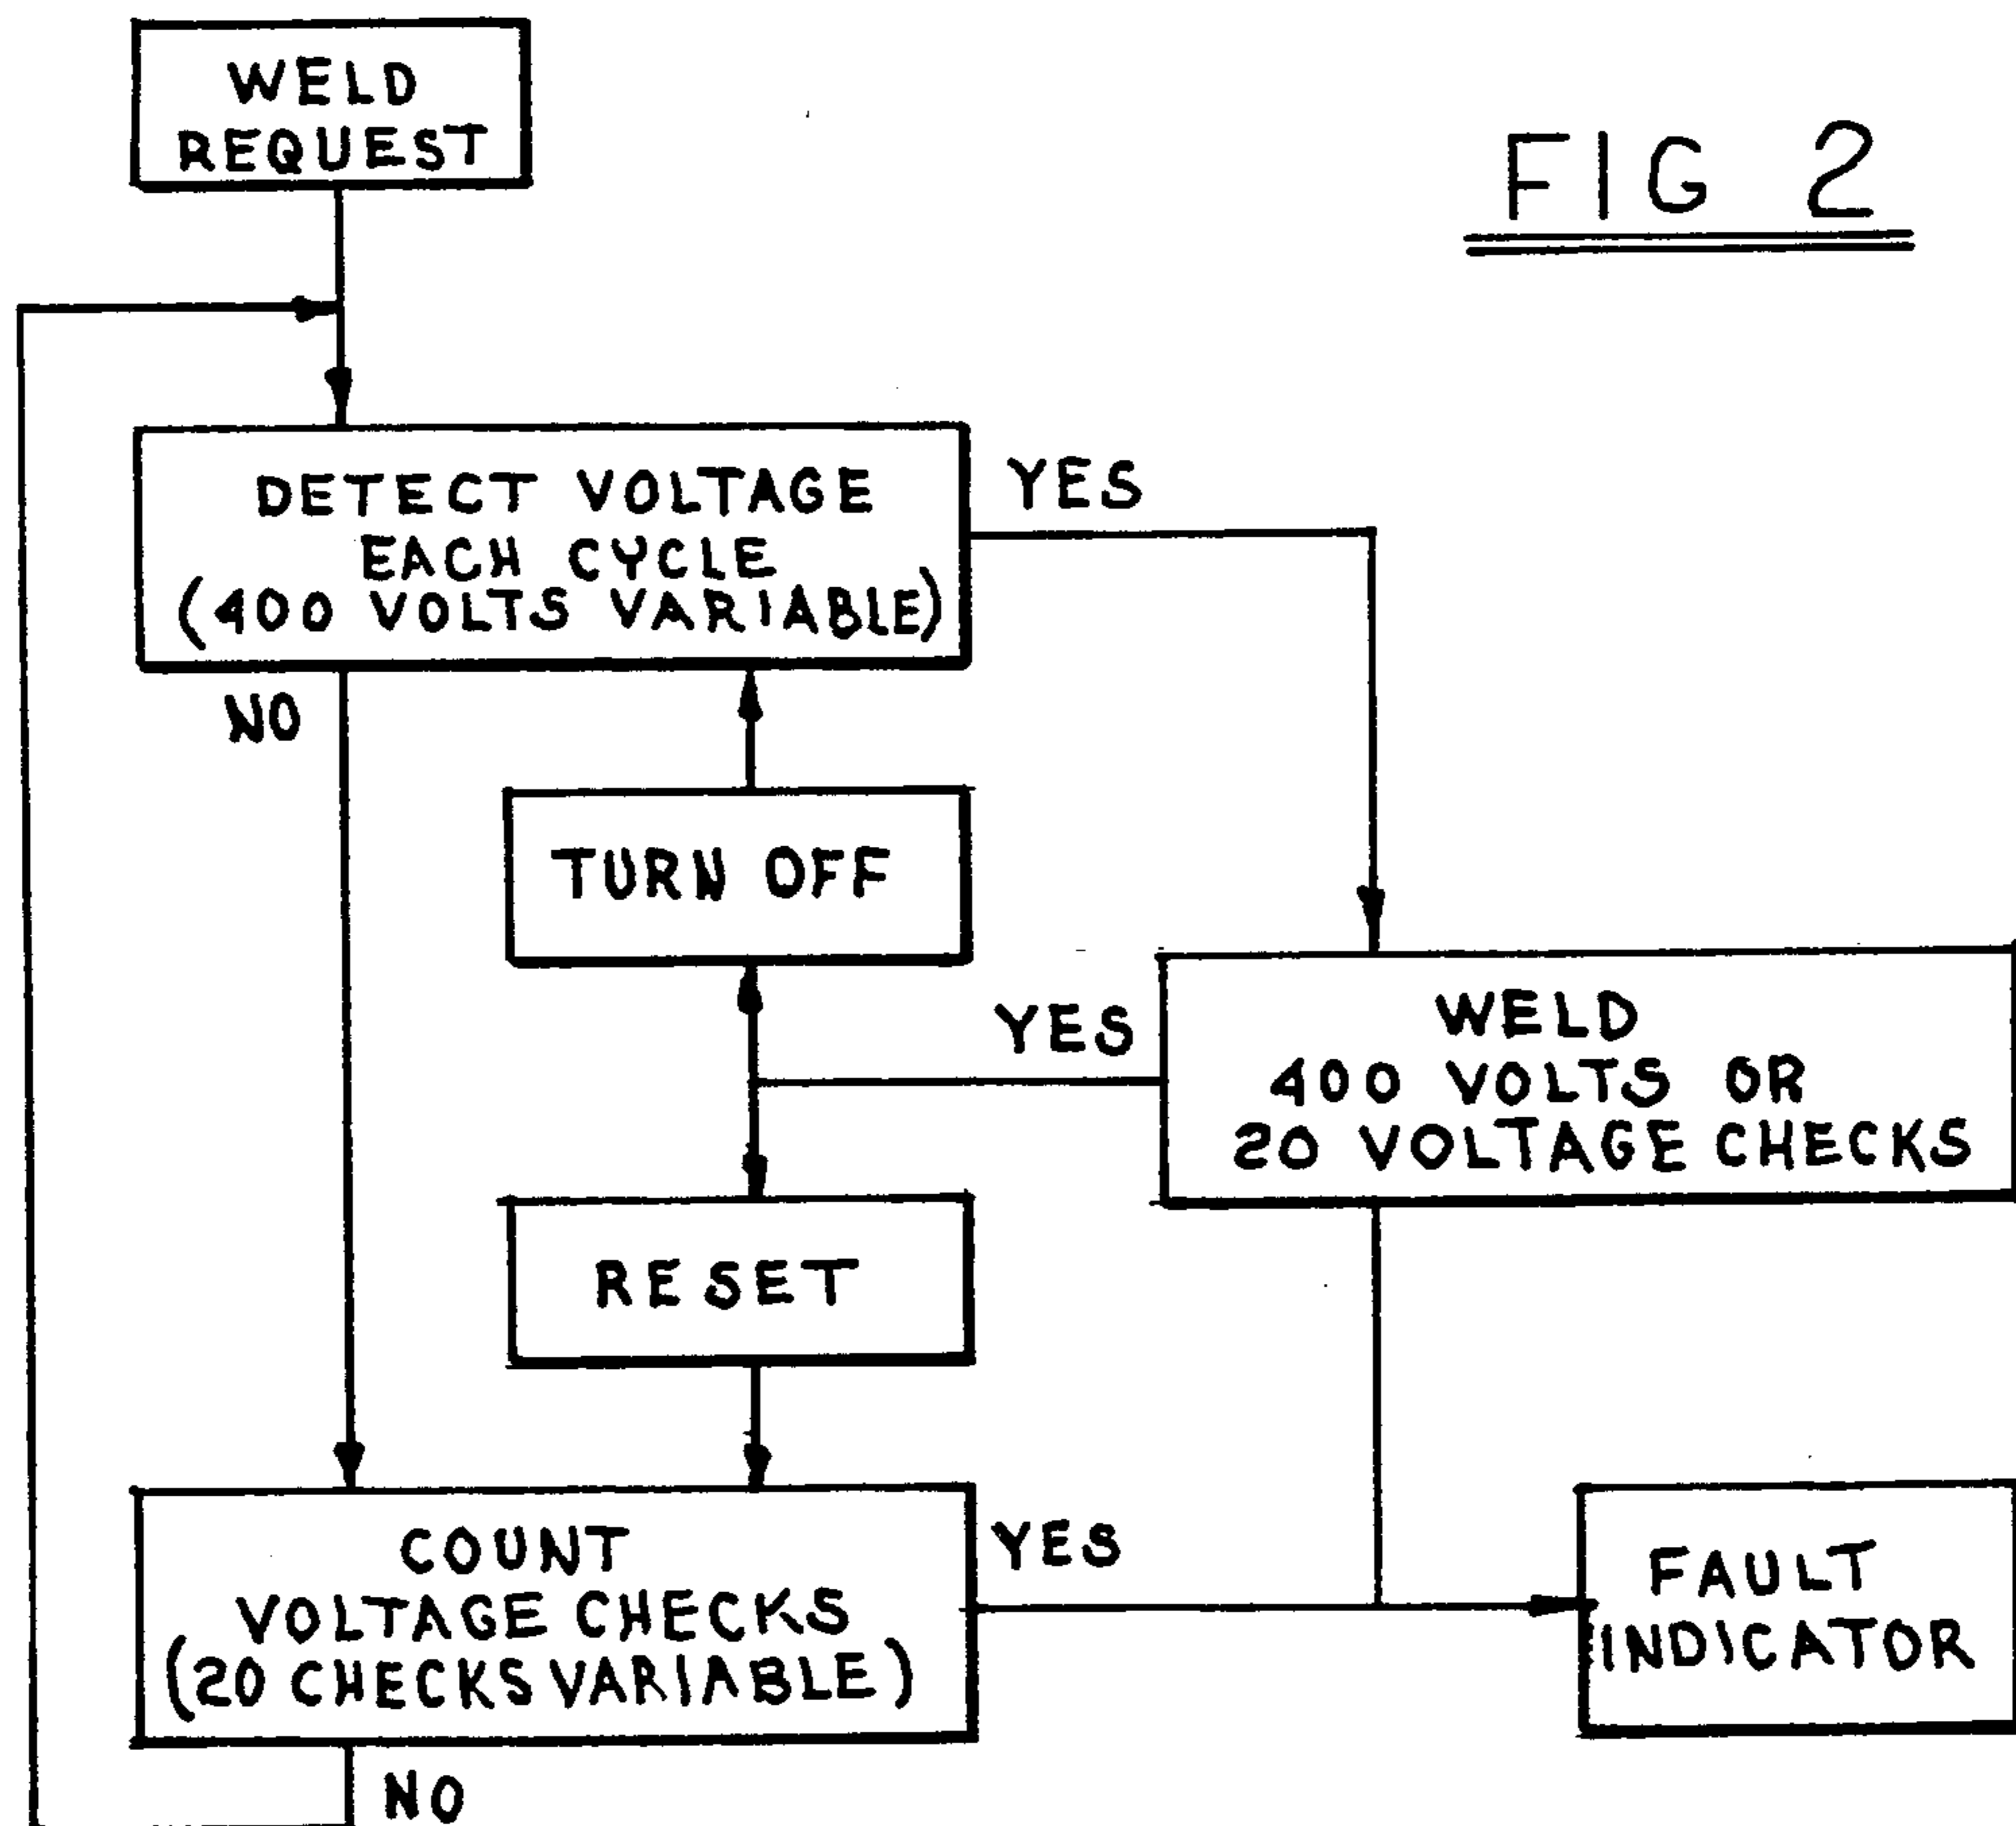 WELD
REQUEST
FIG 2
DETECT VOLTAGE
EACH CYCLE
(400 VOLTS VARIABLE)
YES
NO
TURN OFF
YES
WELD
400 VOLTS OR
20 VOLTAGE CHECKS
RESET
COUNT
VOLTAGE CHECKS
(20 CHECKS VARIABLE)
YES
FAULT
INDICATOR
NO